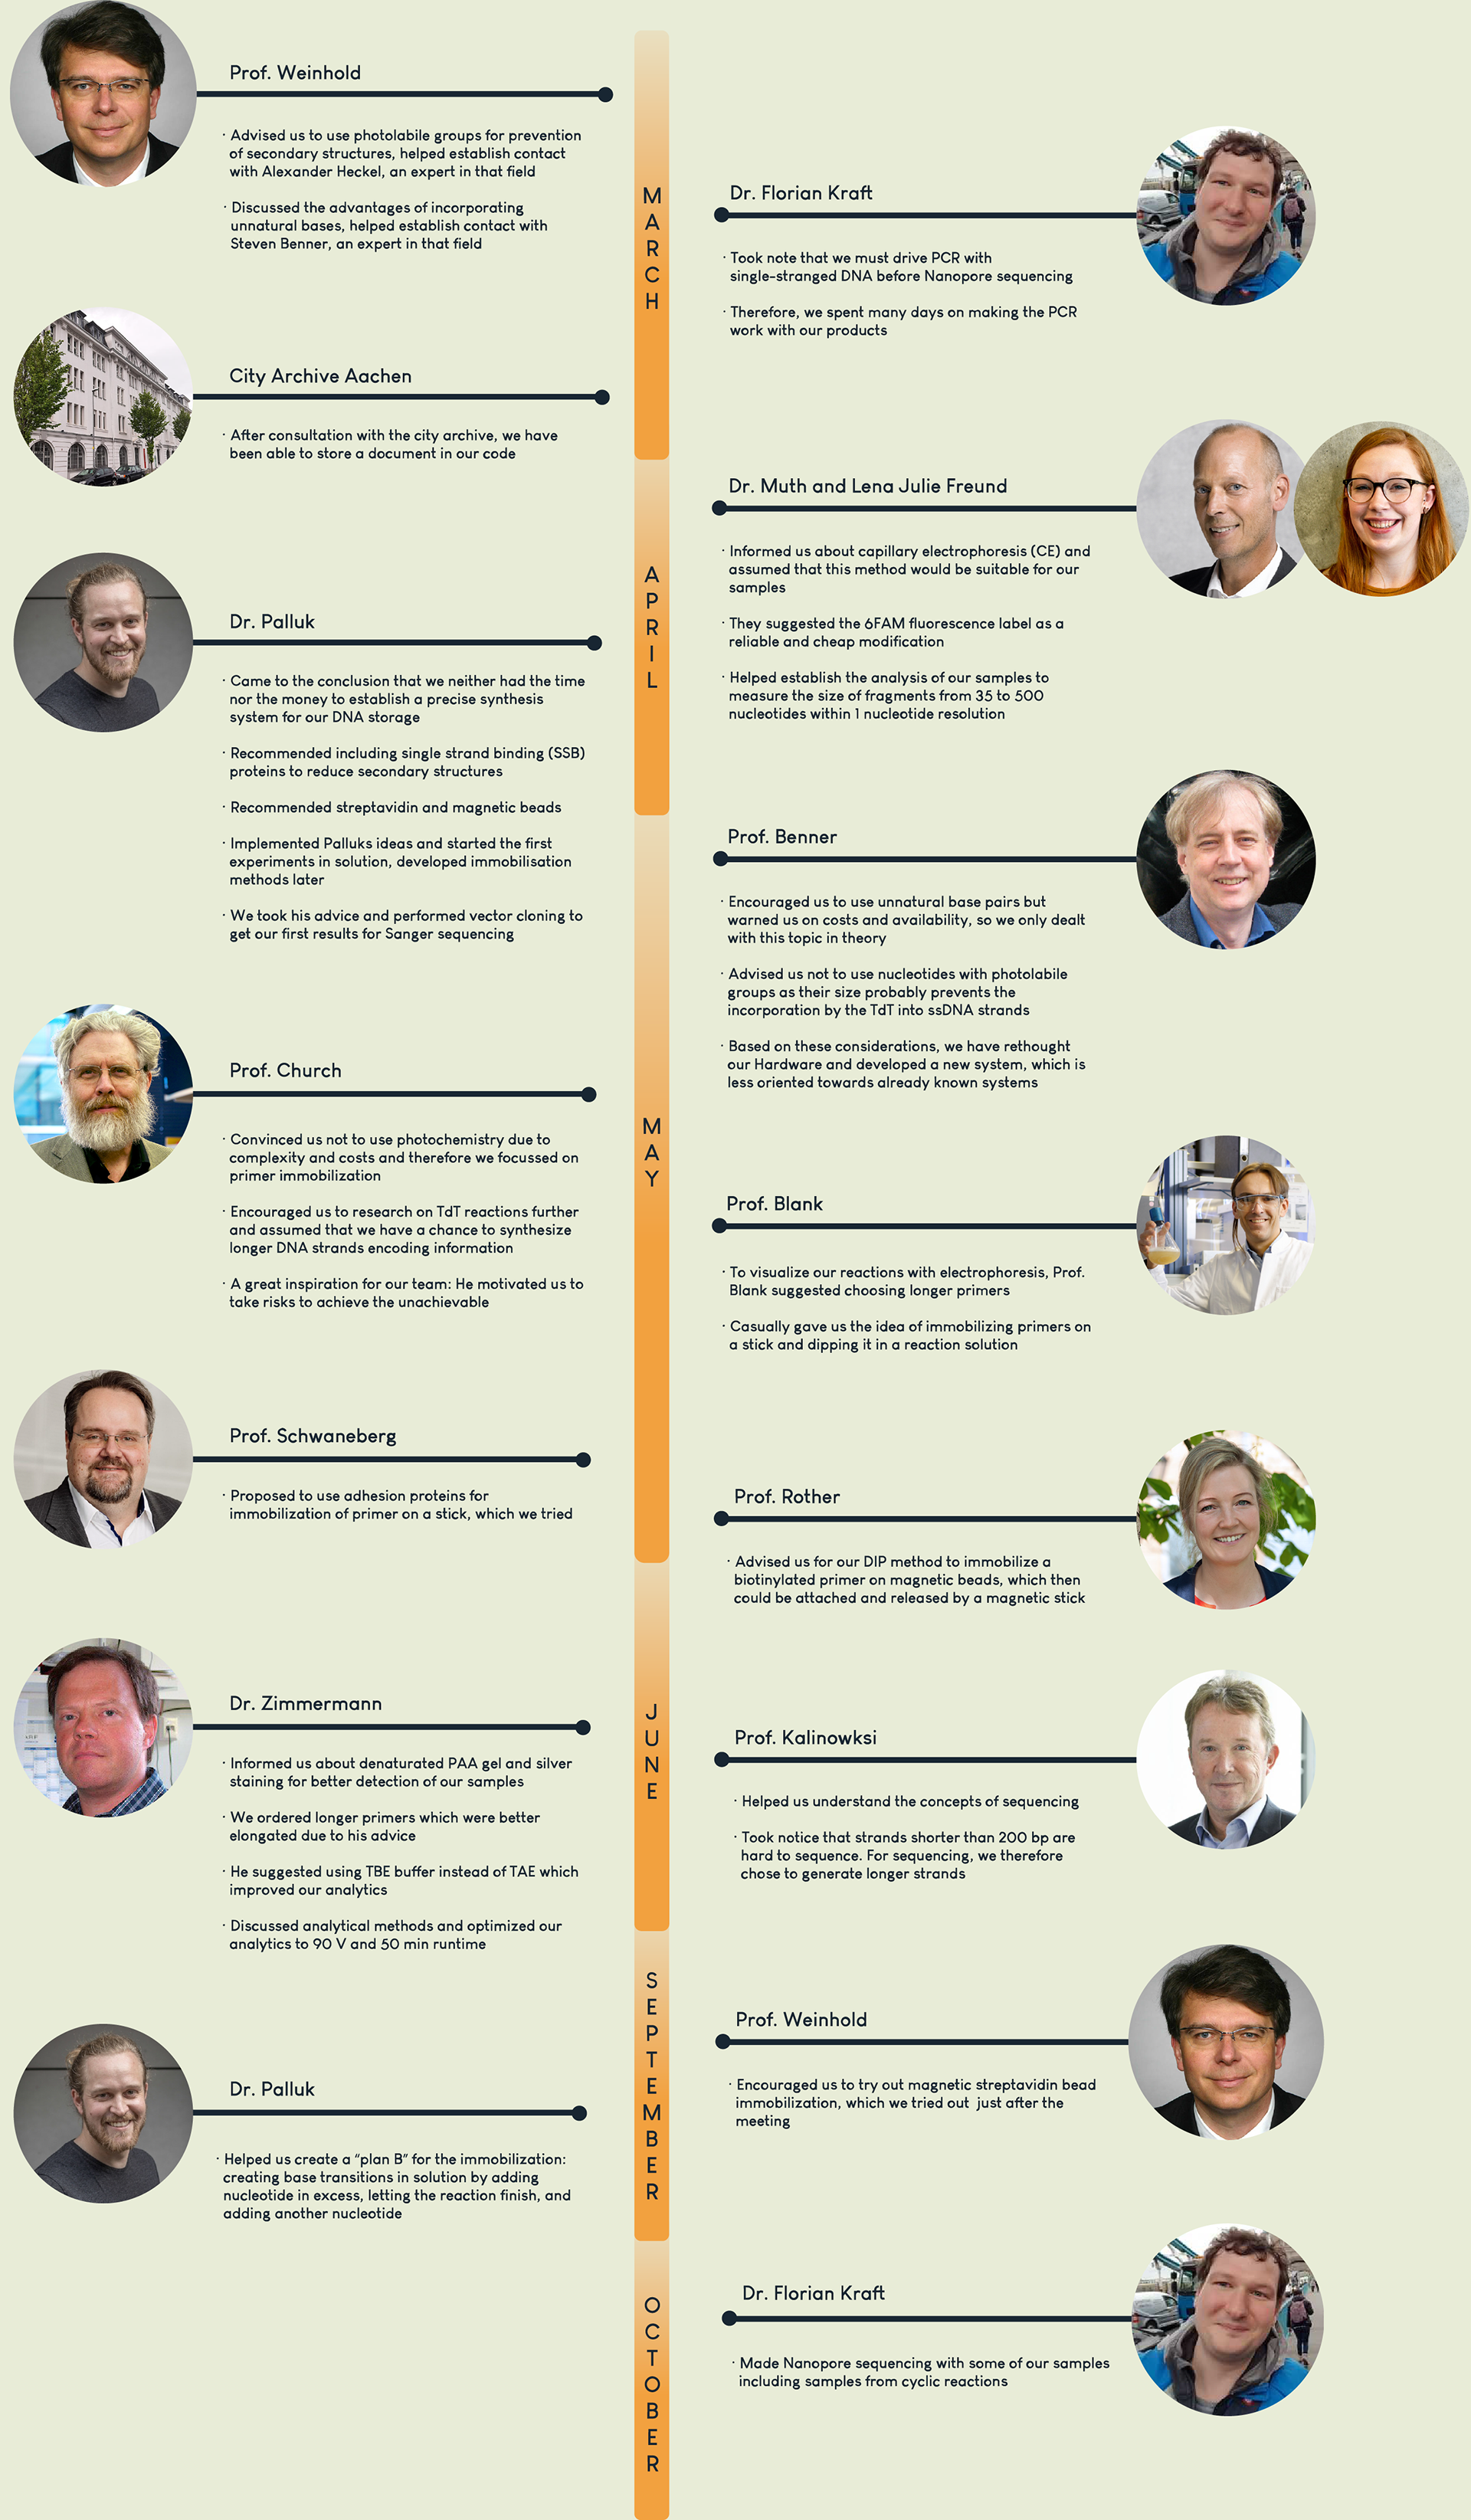 Prof. Weinhold
· Advised us to use photolabile groups for prevention
of secondary structures, helped establish contact
with Alexander Heckel, an expert in that field
· Discussed the advantages of incorporating
unnatural bases, helped establish contact with
Steven Benner, an expert in that field
MARCH
Dr. Florian Kraft
· Took note that we must drive PCR with
single-stranged DNA before Nanopore sequencing
· Therefore, we spent many days on making the PCR
work with our products
City Archive Aachen
· After consultation with the city archive, we have
been able to store a document in our code
APRIL
Dr. Muth and Lena Julie Freund
· Informed us about capillary electrophoresis (CE) and
assumed that this method would be suitable for our
samples
· They suggested the 6FAM fluorescence label as a
reliable and cheap modification
· Helped establish the analysis of our samples to
measure the size of fragments from 35 to 500
nucleotides within 1 nucleotide resolution
Dr. Palluk
· Came to the conclusion that we neither had the time
nor the money to establish a precise synthesis
system for our DNA storage
· Recommended including single strand binding (SSB)
proteins to reduce secondary structures
· Recommended streptavidin and magnetic beads
· Implemented Palluks ideas and started the first
experiments in solution, developed immobilisation
methods later
· We took his advice and performed vector cloning to
get our first results for Sanger sequencing
MAY
Prof. Benner
· Encouraged us to use unnatural base pairs but
warned us on costs and availability, so we only dealt
with this topic in theory
· Advised us not to use nucleotides with photolabile
groups as their size probably prevents the
incorporation by the TdT into ssDNA strands
· Based on these considerations, we have rethought
our Hardware and developed a new system, which is
less oriented towards already known systems
Prof. Church
· Convinced us not to use photochemistry due to
complexity and costs and therefore we focussed on
primer immobilization
· Encouraged us to research on TdT reactions further
and assumed that we have a chance to synthesize
longer DNA strands encoding information
· A great inspiration for our team: He motivated us to
take risks to achieve the unachievable
Prof. Blank
· To visualize our reactions with electrophoresis, Prof.
Blank suggested choosing longer primers
· Casually gave us the idea of immobilizing primers on
a stick and dipping it in a reaction solution
Prof. Schwaneberg
· Proposed to use adhesion proteins for
immobilization of primer on a stick, which we tried
Prof. Rother
· Advised us for our DIP method to immobilize a
biotinylated primer on magnetic beads, which then
could be attached and released by a magnetic stick
JUNE
Dr. Zimmermann
· Informed us about denaturated PAA gel and silver
staining for better detection of our samples
· We ordered longer primers which were better
elongated due to his advice
· He suggested using TBE buffer instead of TAE which
improved our analytics
· Discussed analytical methods and optimized our
analytics to 90 V and 50 min runtime
Prof. Kalinowksi
· Helped us understand the concepts of sequencing
· Took notice that strands shorter than 200 bp are
hard to sequence. For sequencing, we therefore
chose to generate longer strands
SEPTEMBER
Prof. Weinhold
· Encouraged us to try out magnetic streptavidin bead
immobilization, which we tried out just after the
meeting
Dr. Palluk
· Helped us create a "plan B" for the immobilization:
creating base transitions in solution by adding
nucleotide in excess, letting the reaction finish, and
adding another nucleotide
OCTOBER
Dr. Florian Kraft
· Made Nanopore sequencing with some of our samples
including samples from cyclic reactions